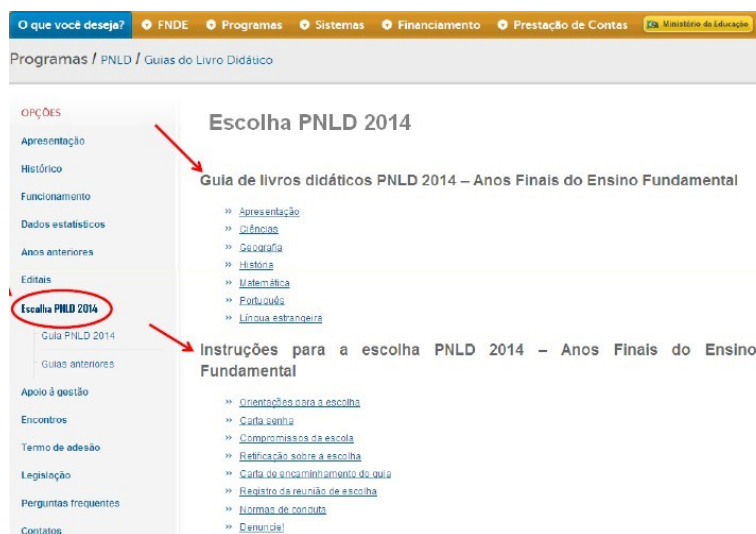 O que você deseja? FNDE Programas Sistemas Financiamento Prestação de Contas Ministério da Educação
Programas / PNLD / Guias do Livro Didático
OPÇÕES
Apresentação
Histórico
Funcionamento
Dados estatísticos
Anos anteriores
Editais
Escolha PNLD 2014
Guia PNLD 2014
Guias anteriores
Apoio à gestão
Encontros
Termo de adesão
Legislação
Perguntas frequentes
Contatos
Escolha PNLD 2014
Guia de livros didáticos PNLD 2014 – Anos Finais do Ensino Fundamental
» Apresentação
» Ciências
» Geografia
» História
» Matemática
» Português
» Língua estrangeira
Instruções para a escolha PNLD 2014 – Anos Finais do Ensino
Fundamental
» Orientações para a escolha
» Carta senha
» Compromissos da escola
» Retificação sobre a escolha
» Carta de encaminhamento do guia
» Registro da reunião de escolha
» Normas de conduta
» Denuncie!